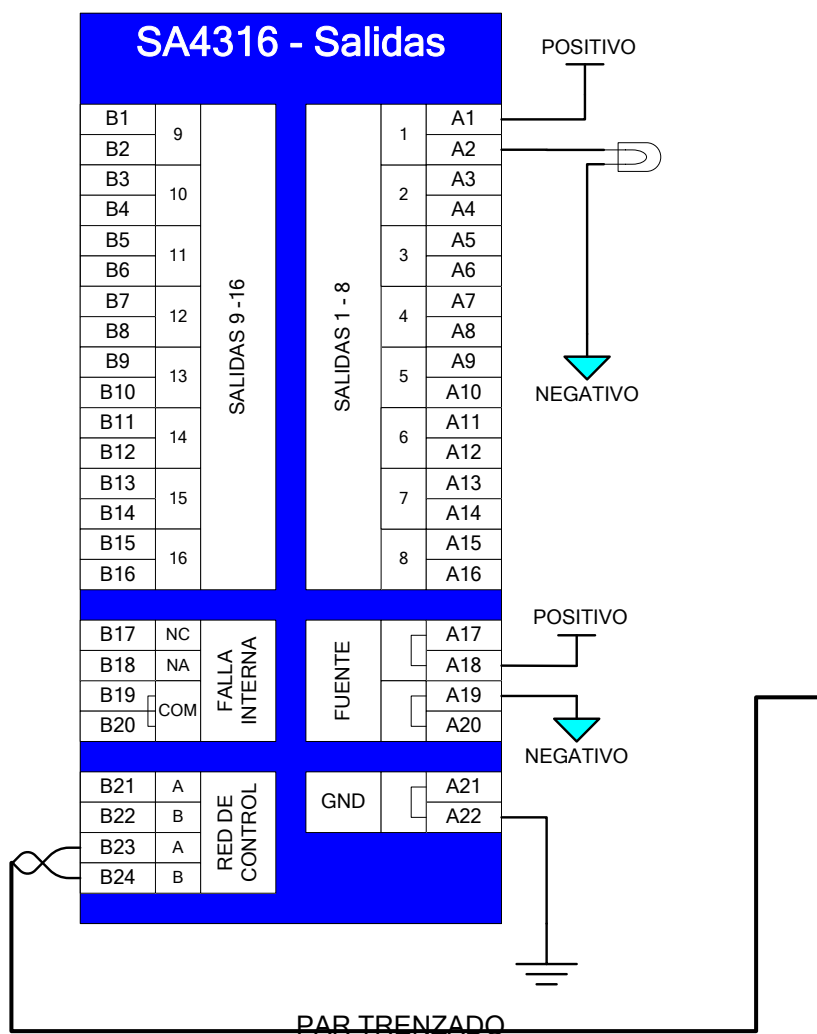 SA4316 - Salidas
POSITIVO
B1
B2
9
B3
B4
10
B5
B6
11
B7
B8
12
B9
B10
13
B11
B12
14
B13
B14
15
B15
B16
16
SALIDAS 9 -16
SALIDAS 1 - 8
1
A1
A2
2
A3
A4
3
A5
A6
4
A7
A8
5
A9
A10
6
A11
A12
7
A13
A14
8
A15
A16
NEGATIVO
B17 NC
B18 NA
B19
B20
COM
FALLA
INTERNA
FUENTE
A17
A18
A19
A20
POSITIVO
NEGATIVO
B21 A
B22 B
B23 A
B24 B
RED DE
CONTROL
GND
A21
A22
PAR TRENZADO